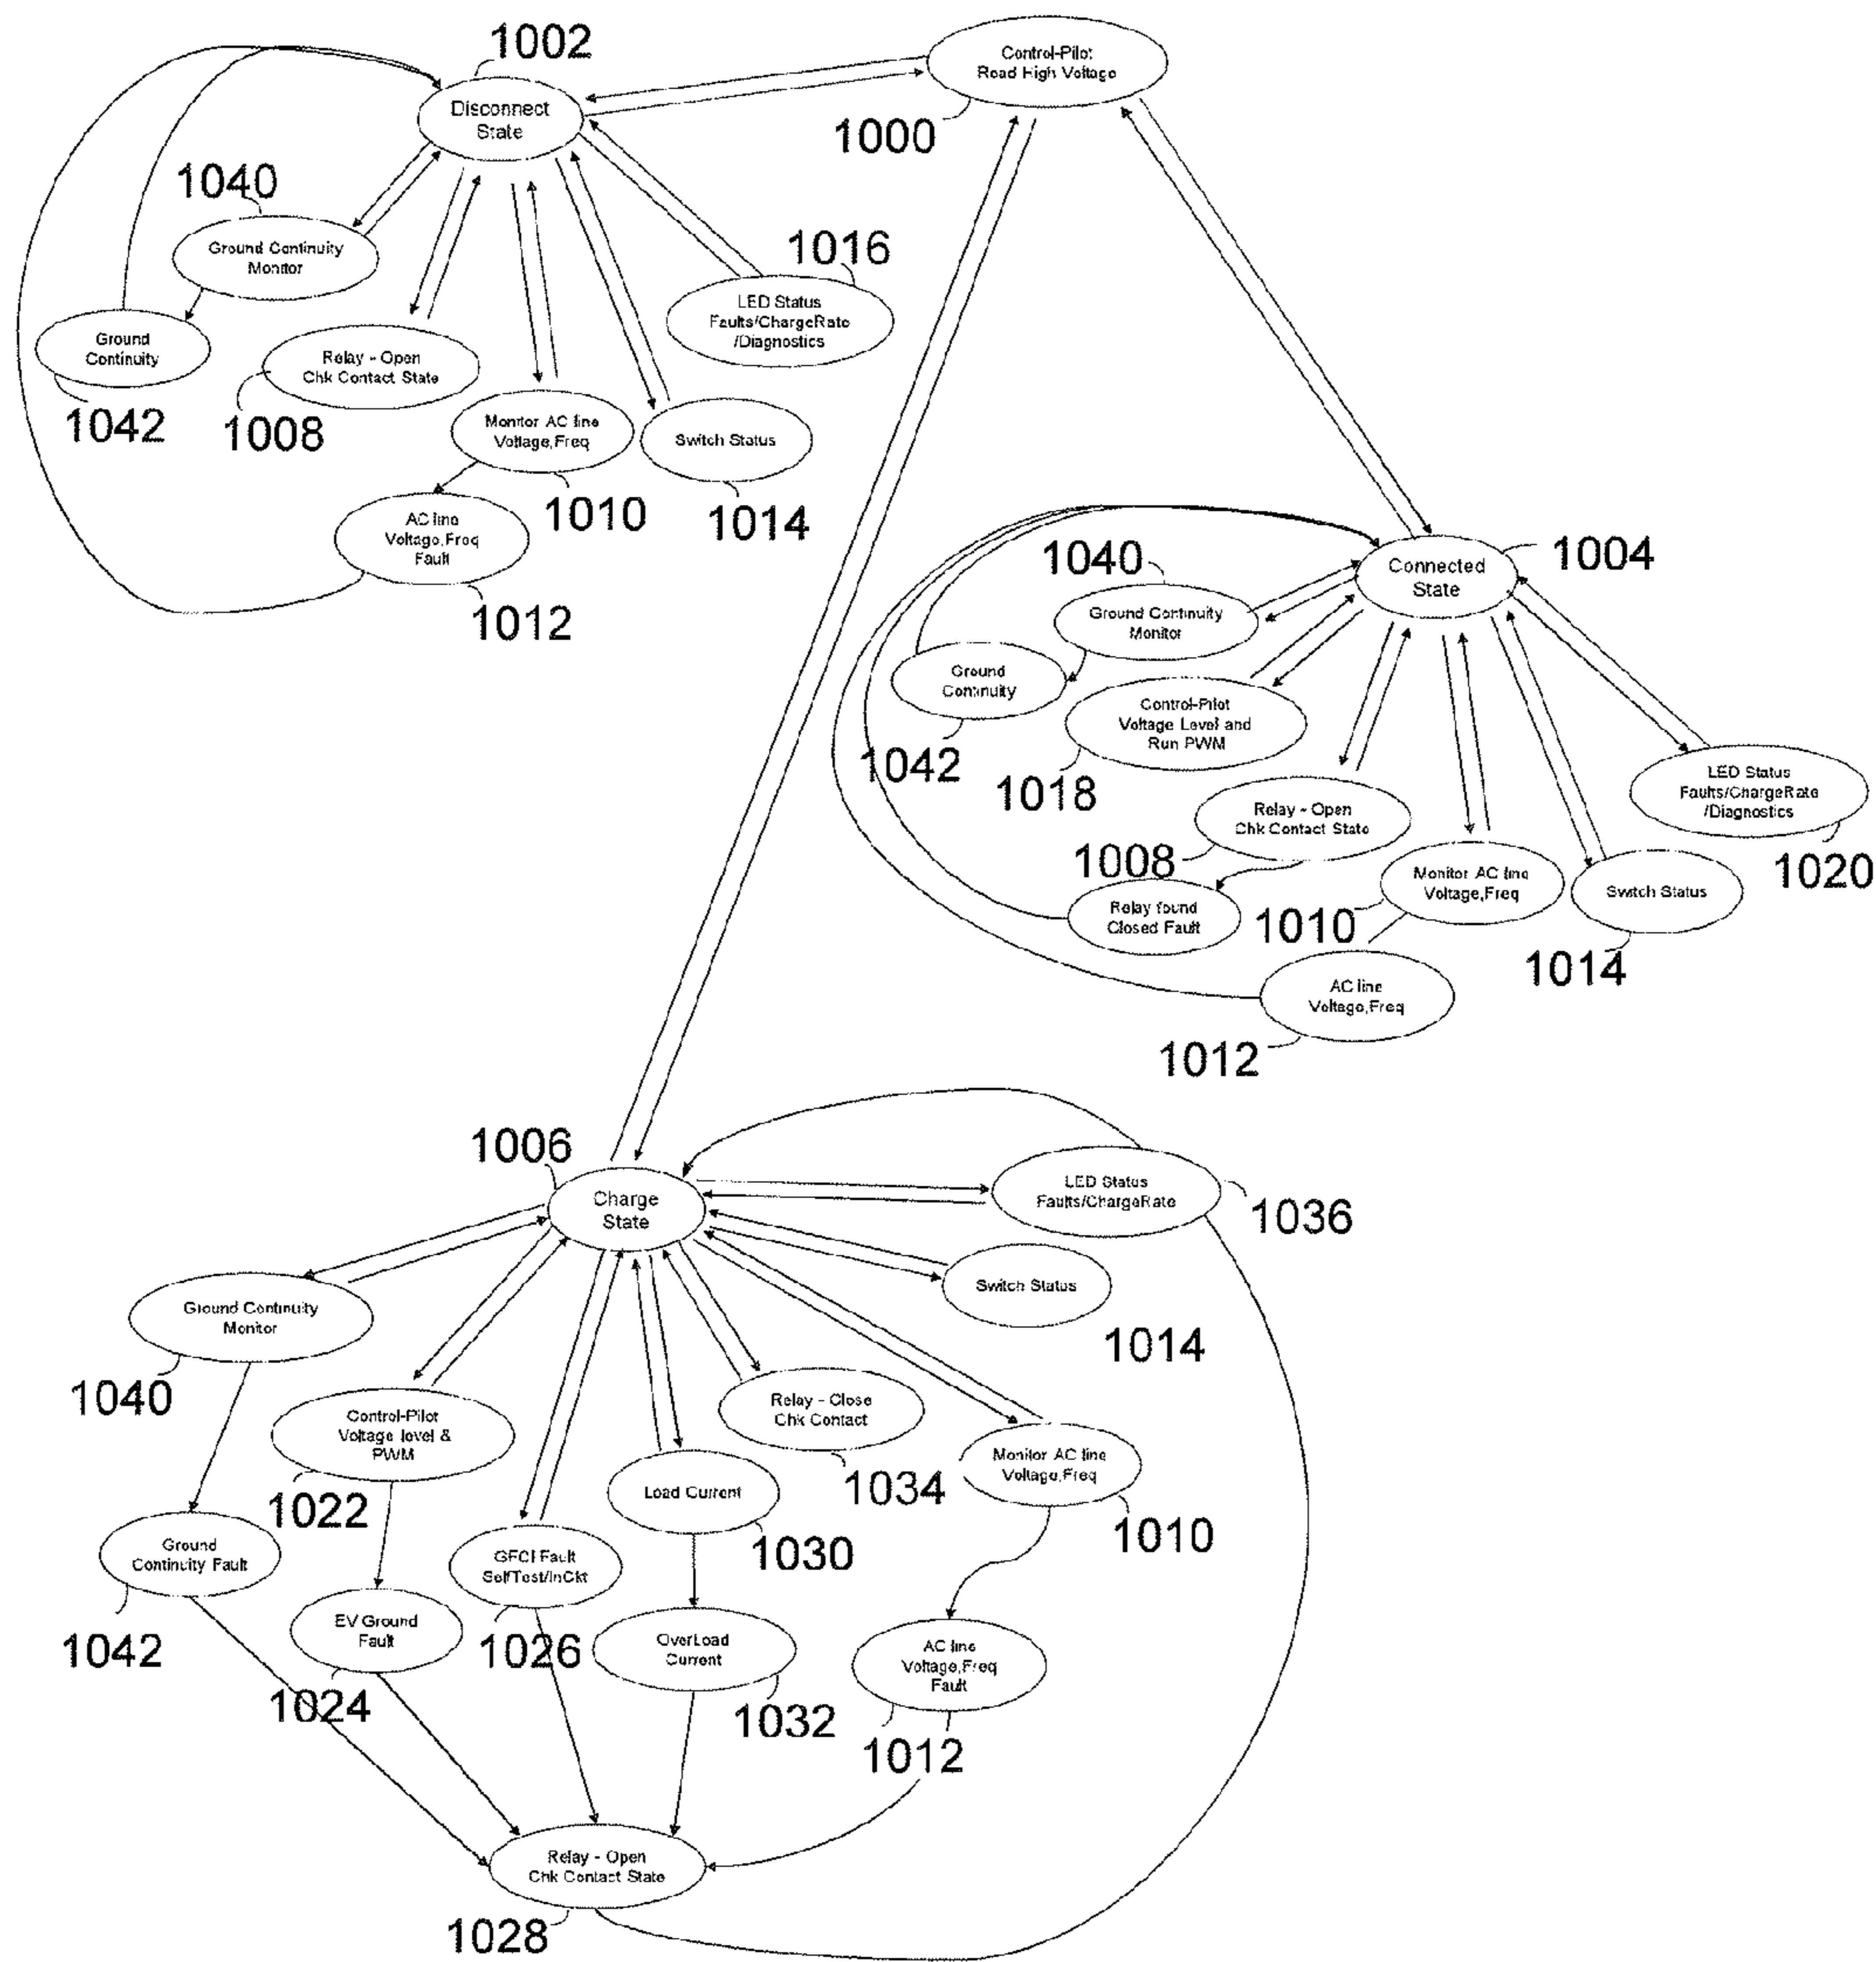 1002
Control-Pilot
Read High Voltage
Disconnect
State
1000
1040
Ground Continuity
Monitor
1016
LED Status
Faults/ChargeRate
/Diagnostics
Ground
Continuity
1042
Relay - Open
Chk Contact State
1008
Monitor AC line
Voltage,Freq
1010
Switch Status
1014
AC line
Voltage,Freq
Fault
1012
Connected
State
1004
1040
Ground Continuity
Monitor
Ground
Continuity
1042
Control-Pilot
Voltage Level and
Run PWM
1018
LED Status
Faults/ChargeRate
/Diagnostics
1020
Relay - Open
Chk Contact State
1008
Relay found
Closed Fault
Monitor AC line
Voltage,Freq
1010
Switch Status
1014
AC line
Voltage,Freq
1012
1006
Charge
State
LED Status
Faults/ChargeRate
1036
Switch Status
1014
Ground Continuity
Monitor
1040
Control-Pilot
Voltage level &
PWM
1022
Relay - Close
Chk Contact
1034
Load Current
1030
Monitor AC line
Voltage,Freq
1010
Ground
Continuity Fault
1042
GFCI Fault
SelfTest/InCkt
1026
EV Ground
Fault
1024
OverLoad
Current
1032
AC line
Voltage,Freq
Fault
1012
Relay - Open
Chk Contact State
1028